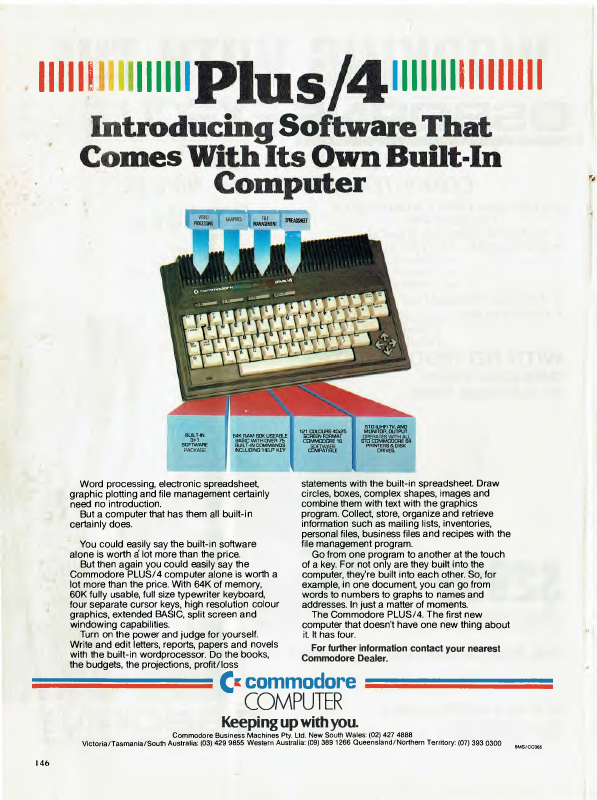 Plus/4
Introducing Software That
Comes With Its Own Built-In
Computer
WORD
PROCESSING
GRAPHICS
FILE
MANAGEMENT
SPREADSHEET
commodore
plus/4
BUILT-IN
3+1
SOFTWARE
PACKAGE
64K RAM 60K USEABLE
BASIC WITH OVER 75
BUILT-IN COMMANDS
INCLUDING 'HELP' KEY
121 COLOURS 40x25
SCREEN FORMAT
COMMODORE 16
SOFTWARE
COMPATIBLE
STD (UHF) TV, AND
MONITOR, OUTPUT
OPERATES WITH ALL
STD COMMODORE 64
PRINTERS & DISK
DRIVES.
Word processing, electronic spreadsheet,
graphic plotting and file management certainly
need no introduction.
But a computer that has them all built-in
certainly does.
You could easily say the built-in software
alone is worth a lot more than the price.
But then again you could easily say the
Commodore PLUS/4 computer alone is worth a
lot more than the price. With 64K of memory,
60K fully usable, full size typewriter keyboard,
four separate cursor keys, high resolution colour
graphics, extended BASIC, split screen and
windowing capabilities.
Turn on the power and judge for yourself.
Write and edit letters, reports, papers and novels
with the built-in wordprocessor. Do the books,
the budgets, the projections, profit/loss
statements with the built-in spreadsheet. Draw
circles, boxes, complex shapes, images and
combine them with text with the graphics
program. Collect, store, organize and retrieve
information such as mailing lists, inventories,
personal files, business files and recipes with the
file management program.
Go from one program to another at the touch
of a key. For not only are they built into the
computer, they're built into each other. So, for
example, in one document, you can go from
words to numbers to graphs to names and
addresses. In just a matter of moments.
The Commodore PLUS/4. The first new
computer that doesn't have one new thing about
it. It has four.
For further information contact your nearest
Commodore Dealer.
commodore
COMPUTER
Keeping up with you.
Commodore Business Machines Pty. Ltd. New South Wales: (02) 427 4888
Victoria/Tasmania/South Australia: (03) 429 9855 Western Australia: (09) 389 1266 Queensland/Northern Territory: (07) 393 0300
146